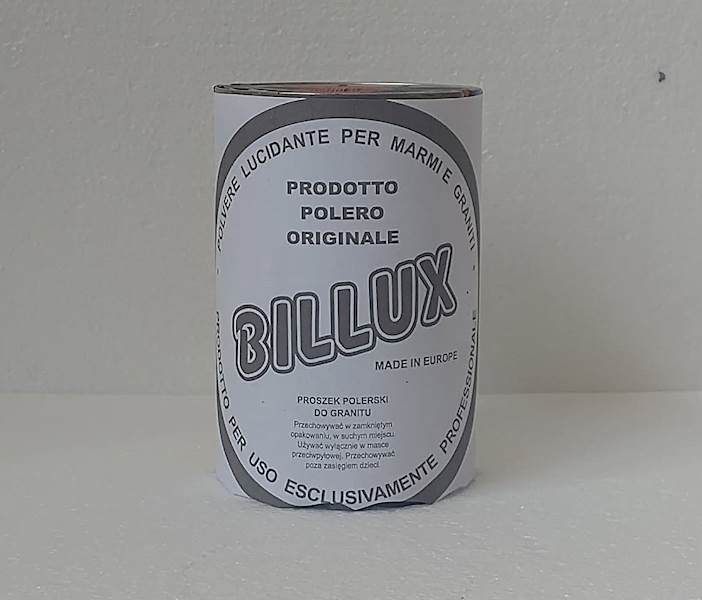 POLVERE LUCIDANTE PER MARMI E GRANITI
PRODOTTO
POLERO
ORIGINALE
BILLUX
MADE IN EUROPE
PROSZEK POLERSKI
DO GRANITU
Przechowywać w zamkniętym
opakowaniu, w suchym miejscu.
Używać wyłącznie w masce
przeciwpyłowej. Przechowywać
poza zasięgiem dzieci.
PRODOTTO PER USO ESCLUSIVAMENTE PROFESSIONALE